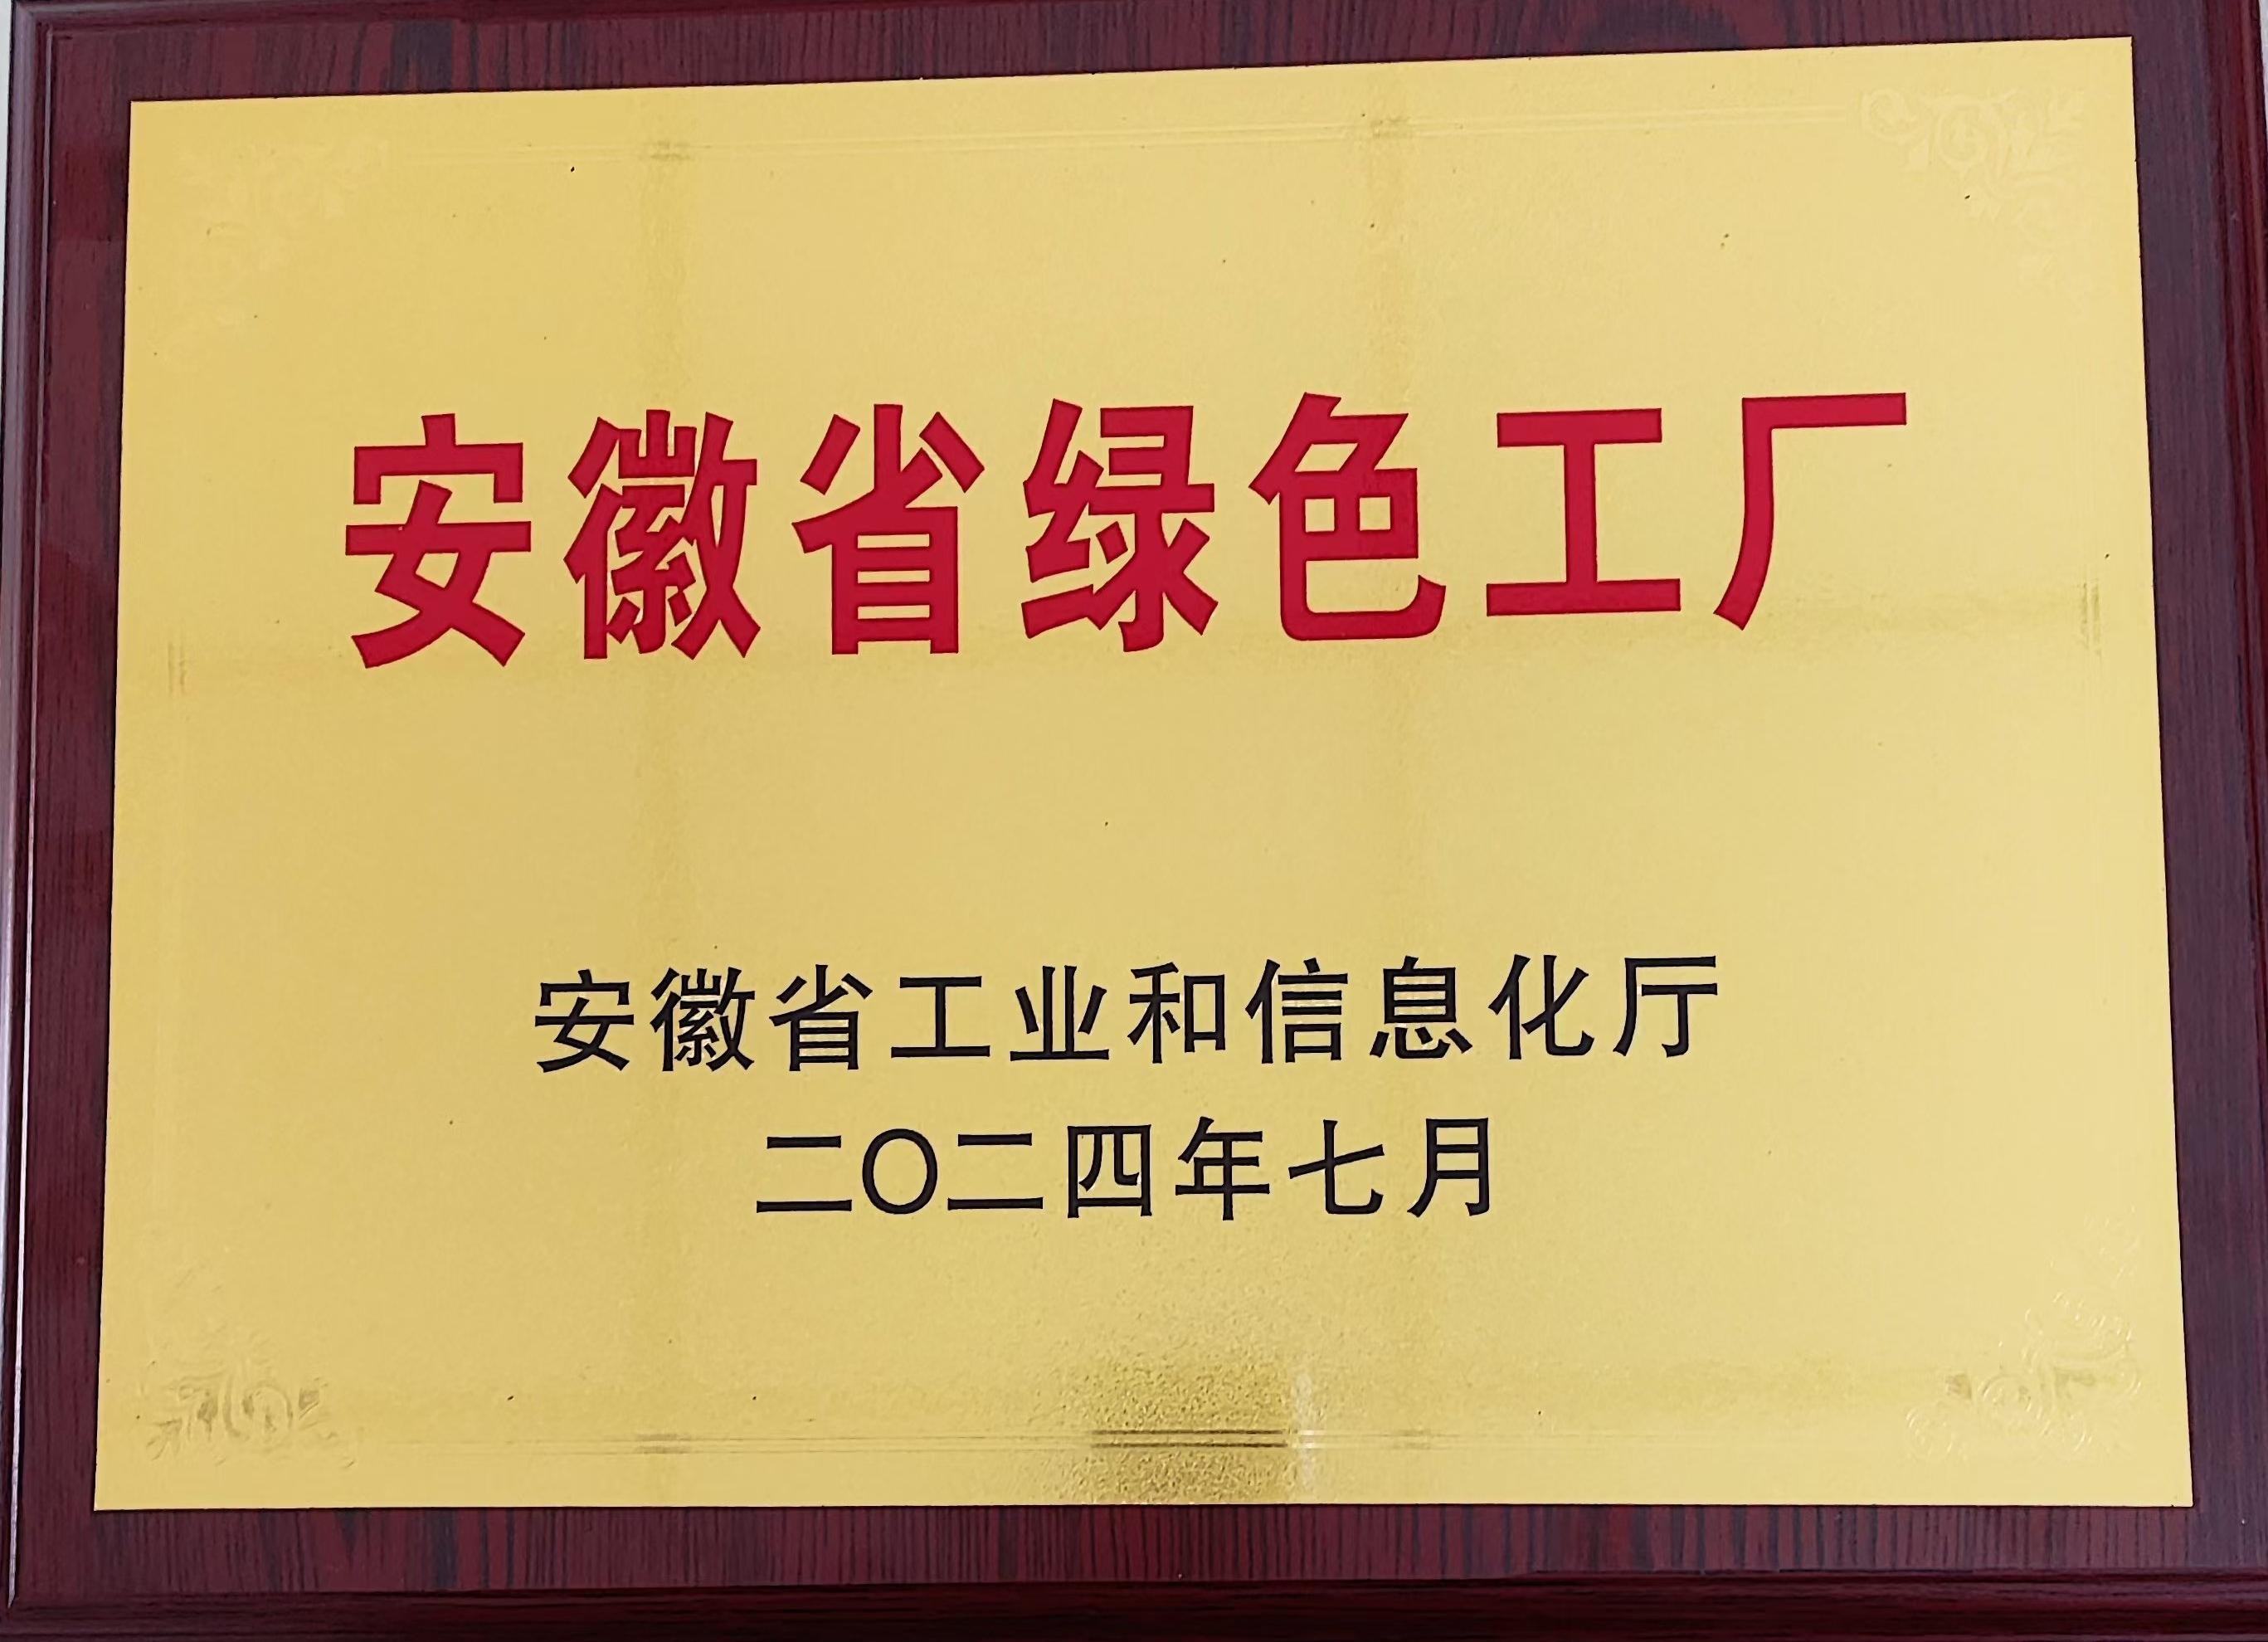 安徽省绿色工厂
安徽省工业和信息化厅
二〇二四年七月